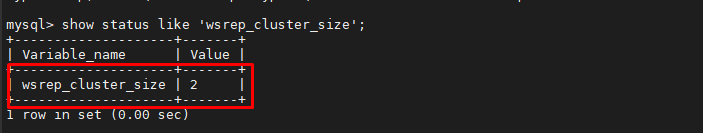 mysql> show status like 'wsrep_cluster_size';
+--------------------+-------+
| Variable_name      | Value |
+--------------------+-------+
| wsrep_cluster_size | 2     |
+--------------------+-------+
1 row in set (0.00 sec)